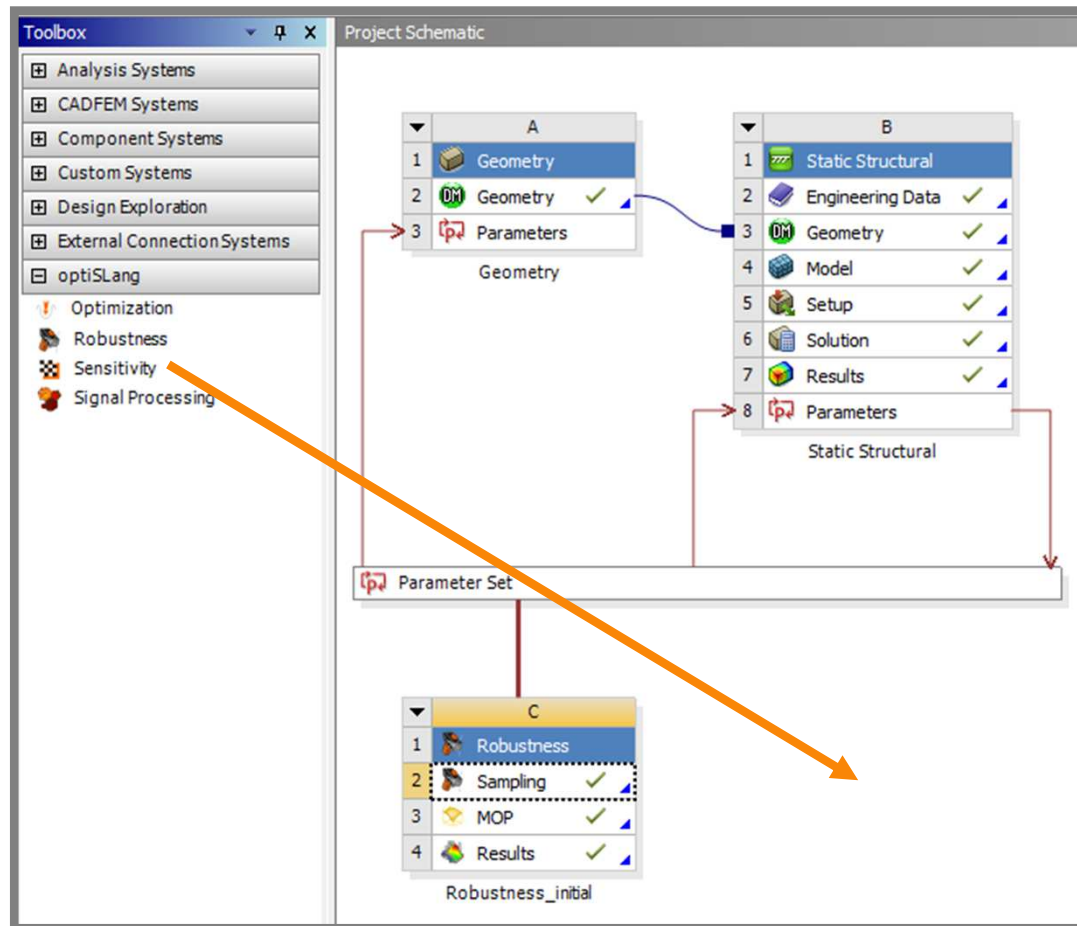 Toolbox
Analysis Systems
CADFEM Systems
Component Systems
Custom Systems
Design Exploration
External Connection Systems
optiSLang
Optimization
Robustness
Sensitivity
Signal Processing
Project Schematic
A
1 Geometry
2 Geometry
3 Parameters
Geometry
B
1 Static Structural
2 Engineering Data
3 Geometry
4 Model
5 Setup
6 Solution
7 Results
8 Parameters
Static Structural
Parameter Set
C
1 Robustness
2 Sampling
3 MOP
4 Results
Robustness_initial